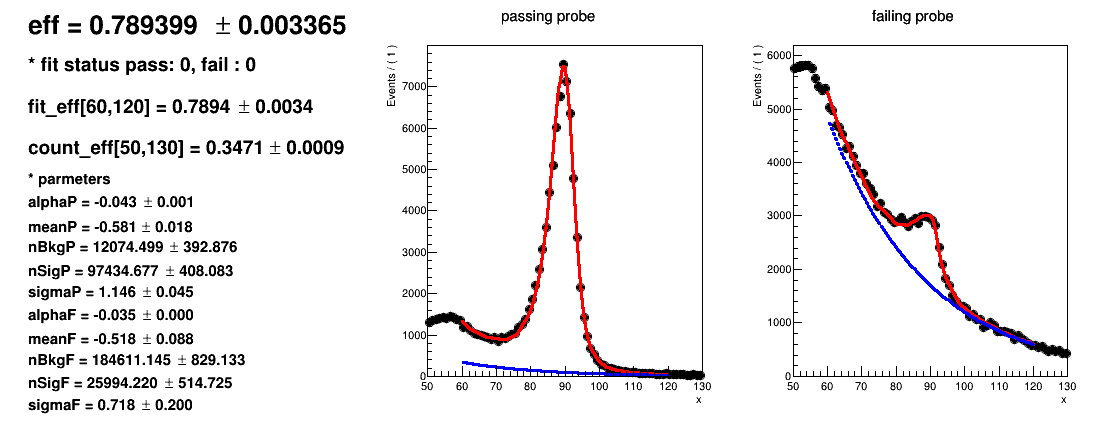 eff = 0.789399 ± 0.003365
* fit status pass: 0, fail : 0
fit_eff[60,120] = 0.7894 ± 0.0034
count_eff[50,130] = 0.3471 ± 0.0009
* parmeters
alphaP = -0.043 ± 0.001
meanP = -0.581 ± 0.018
nBkgP = 12074.499 ± 392.876
nSigP = 97434.677 ± 408.083
sigmaP = 1.146 ± 0.045
alphaF = -0.035 ± 0.000
meanF = -0.518 ± 0.088
nBkgF = 184611.145 ± 829.133
nSigF = 25994.220 ± 514.725
sigmaF = 0.718 ± 0.200
passing probe
Events / ( 1 )
7000
6000
5000
4000
3000
2000
1000
0
50 60 70 80 90 100 110 120 130
x
failing probe
Events / ( 1 )
6000
5000
4000
3000
2000
1000
0
50 60 70 80 90 100 110 120 130
x